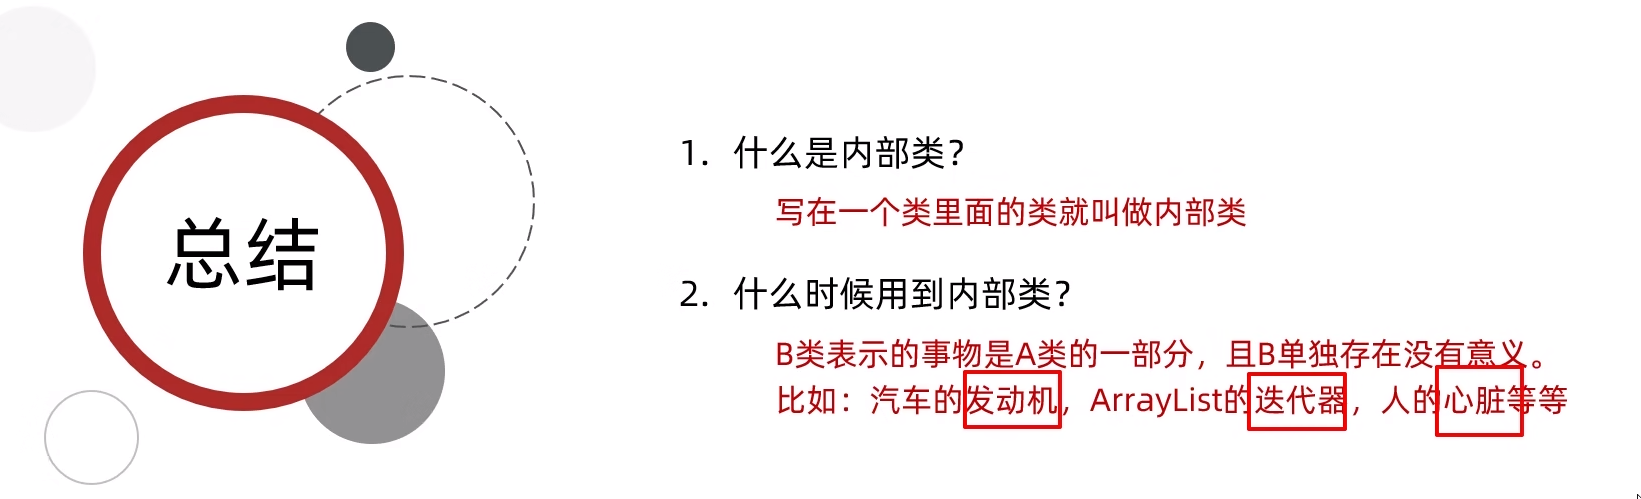 总结
1. 什么是内部类？
写在一个类里面的类就叫做内部类
2. 什么时候用到内部类？
B类表示的事物是A类的一部分，且B单独存在没有意义。
比如：汽车的发动机，ArrayList的迭代器，人的心脏等等